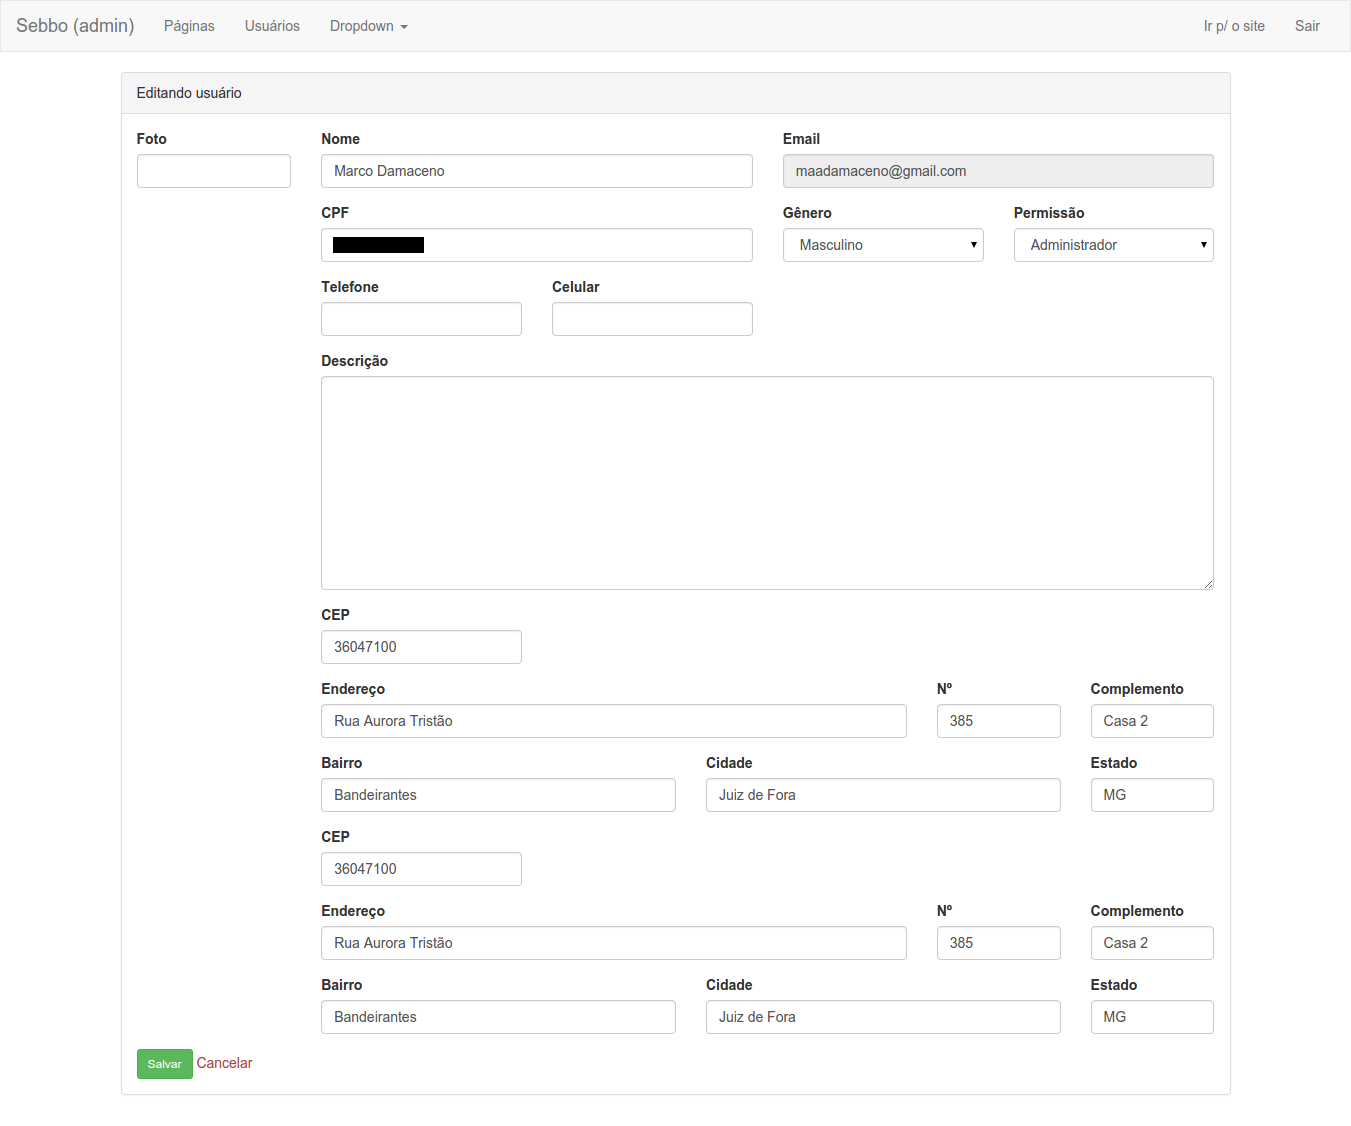 Sebbo (admin) Páginas Usuários Dropdown Ir p/ o site Sair
Editando usuário
Foto Nome Email
Marco Damaceno maadamaceno@gmail.com
CPF Gênero Permissão
Masculino Administrador
Telefone Celular
Descrição
CEP
36047100
Endereço Nº Complemento
Rua Aurora Tristão 385 Casa 2
Bairro Cidade Estado
Bandeirantes Juiz de Fora MG
CEP
36047100
Endereço Nº Complemento
Rua Aurora Tristão 385 Casa 2
Bairro Cidade Estado
Bandeirantes Juiz de Fora MG
Salvar Cancelar